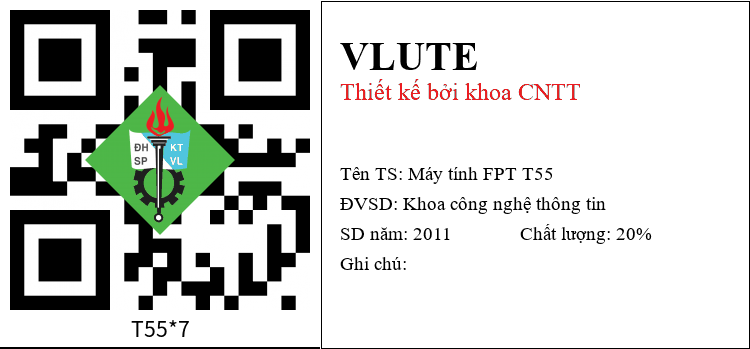 ĐH KT
SP VL
T55*7
VLUTE
Thiết kế bởi khoa CNTT
Tên TS: Máy tính FPT T55
ĐVSD: Khoa công nghệ thông tin
SD năm: 2011 Chất lượng: 20%
Ghi chú: